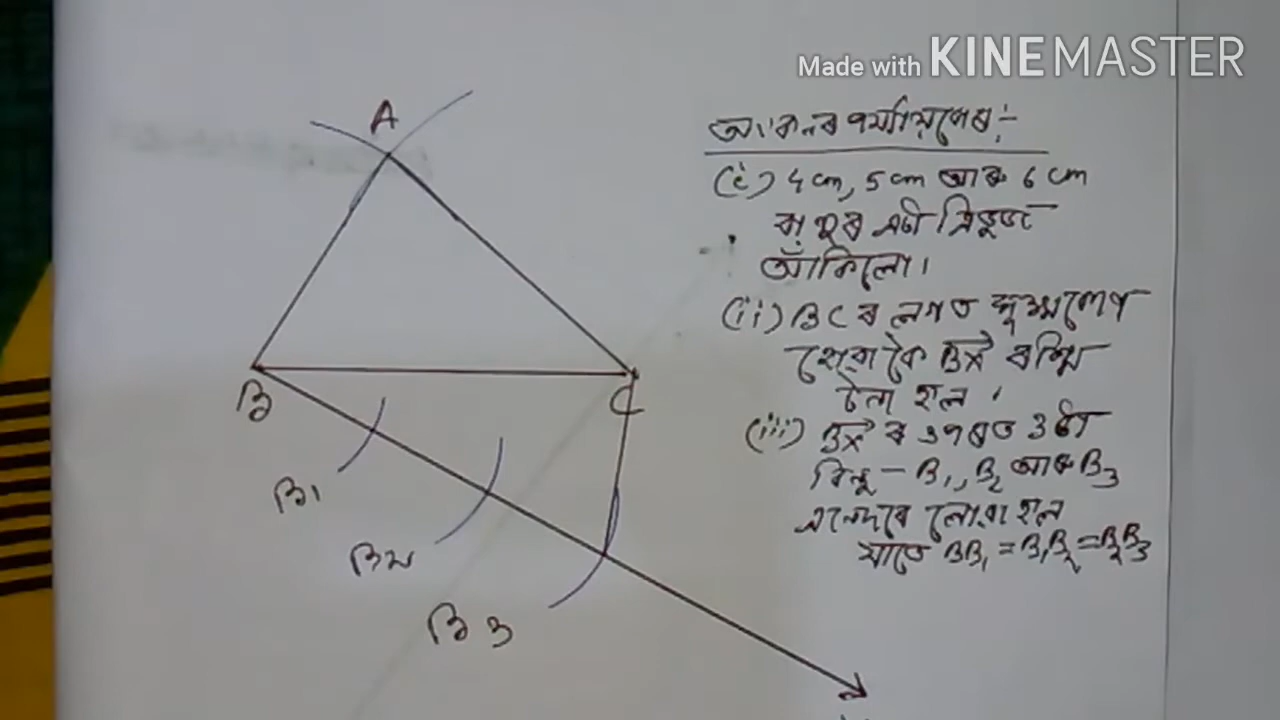 Made with KINEMASTER
A
অংকনৰ পৰ্য্যায়বোৰ:-
(i) 4 cm, 5 cm আৰু 6 cm
বাহুৰ এটা ত্ৰিভুজ
আঁকিলো।
(ii) BC ৰ লগত সূক্ষ্মকোণ
হোৱাকৈ BX ৰশ্মি
টনা হল।
B
C
(iii) BX ৰ ওপৰত 3 টা
বিন্দু - B1, B2 আৰু B3
এনেদৰে লোৱা হল
যাতে BB1 = B1B2 = B2B3
B1
B2
B3